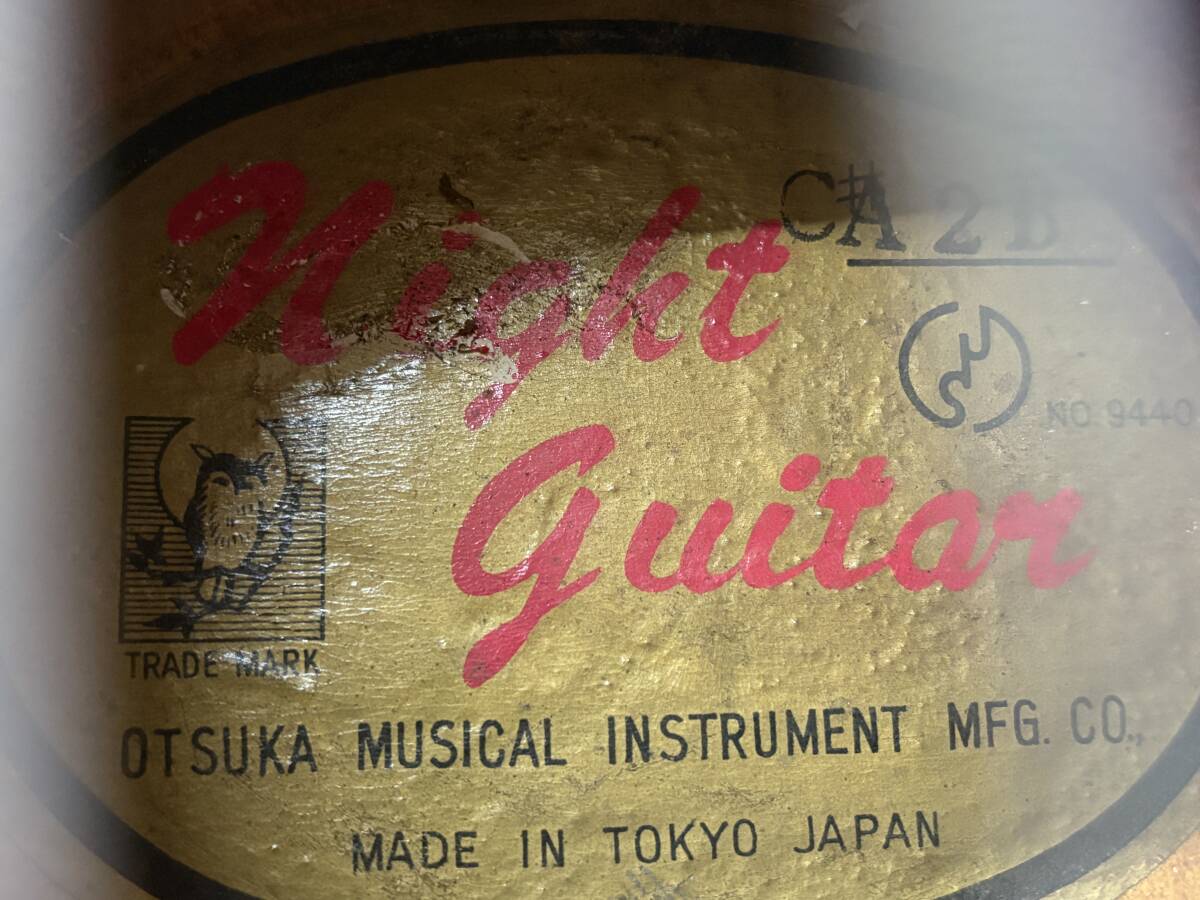 Night
C#A 2 B
NO. 9440
Guitar
TRADE MARK
OTSUKA MUSICAL INSTRUMENT MFG. CO.,
MADE IN TOKYO JAPAN